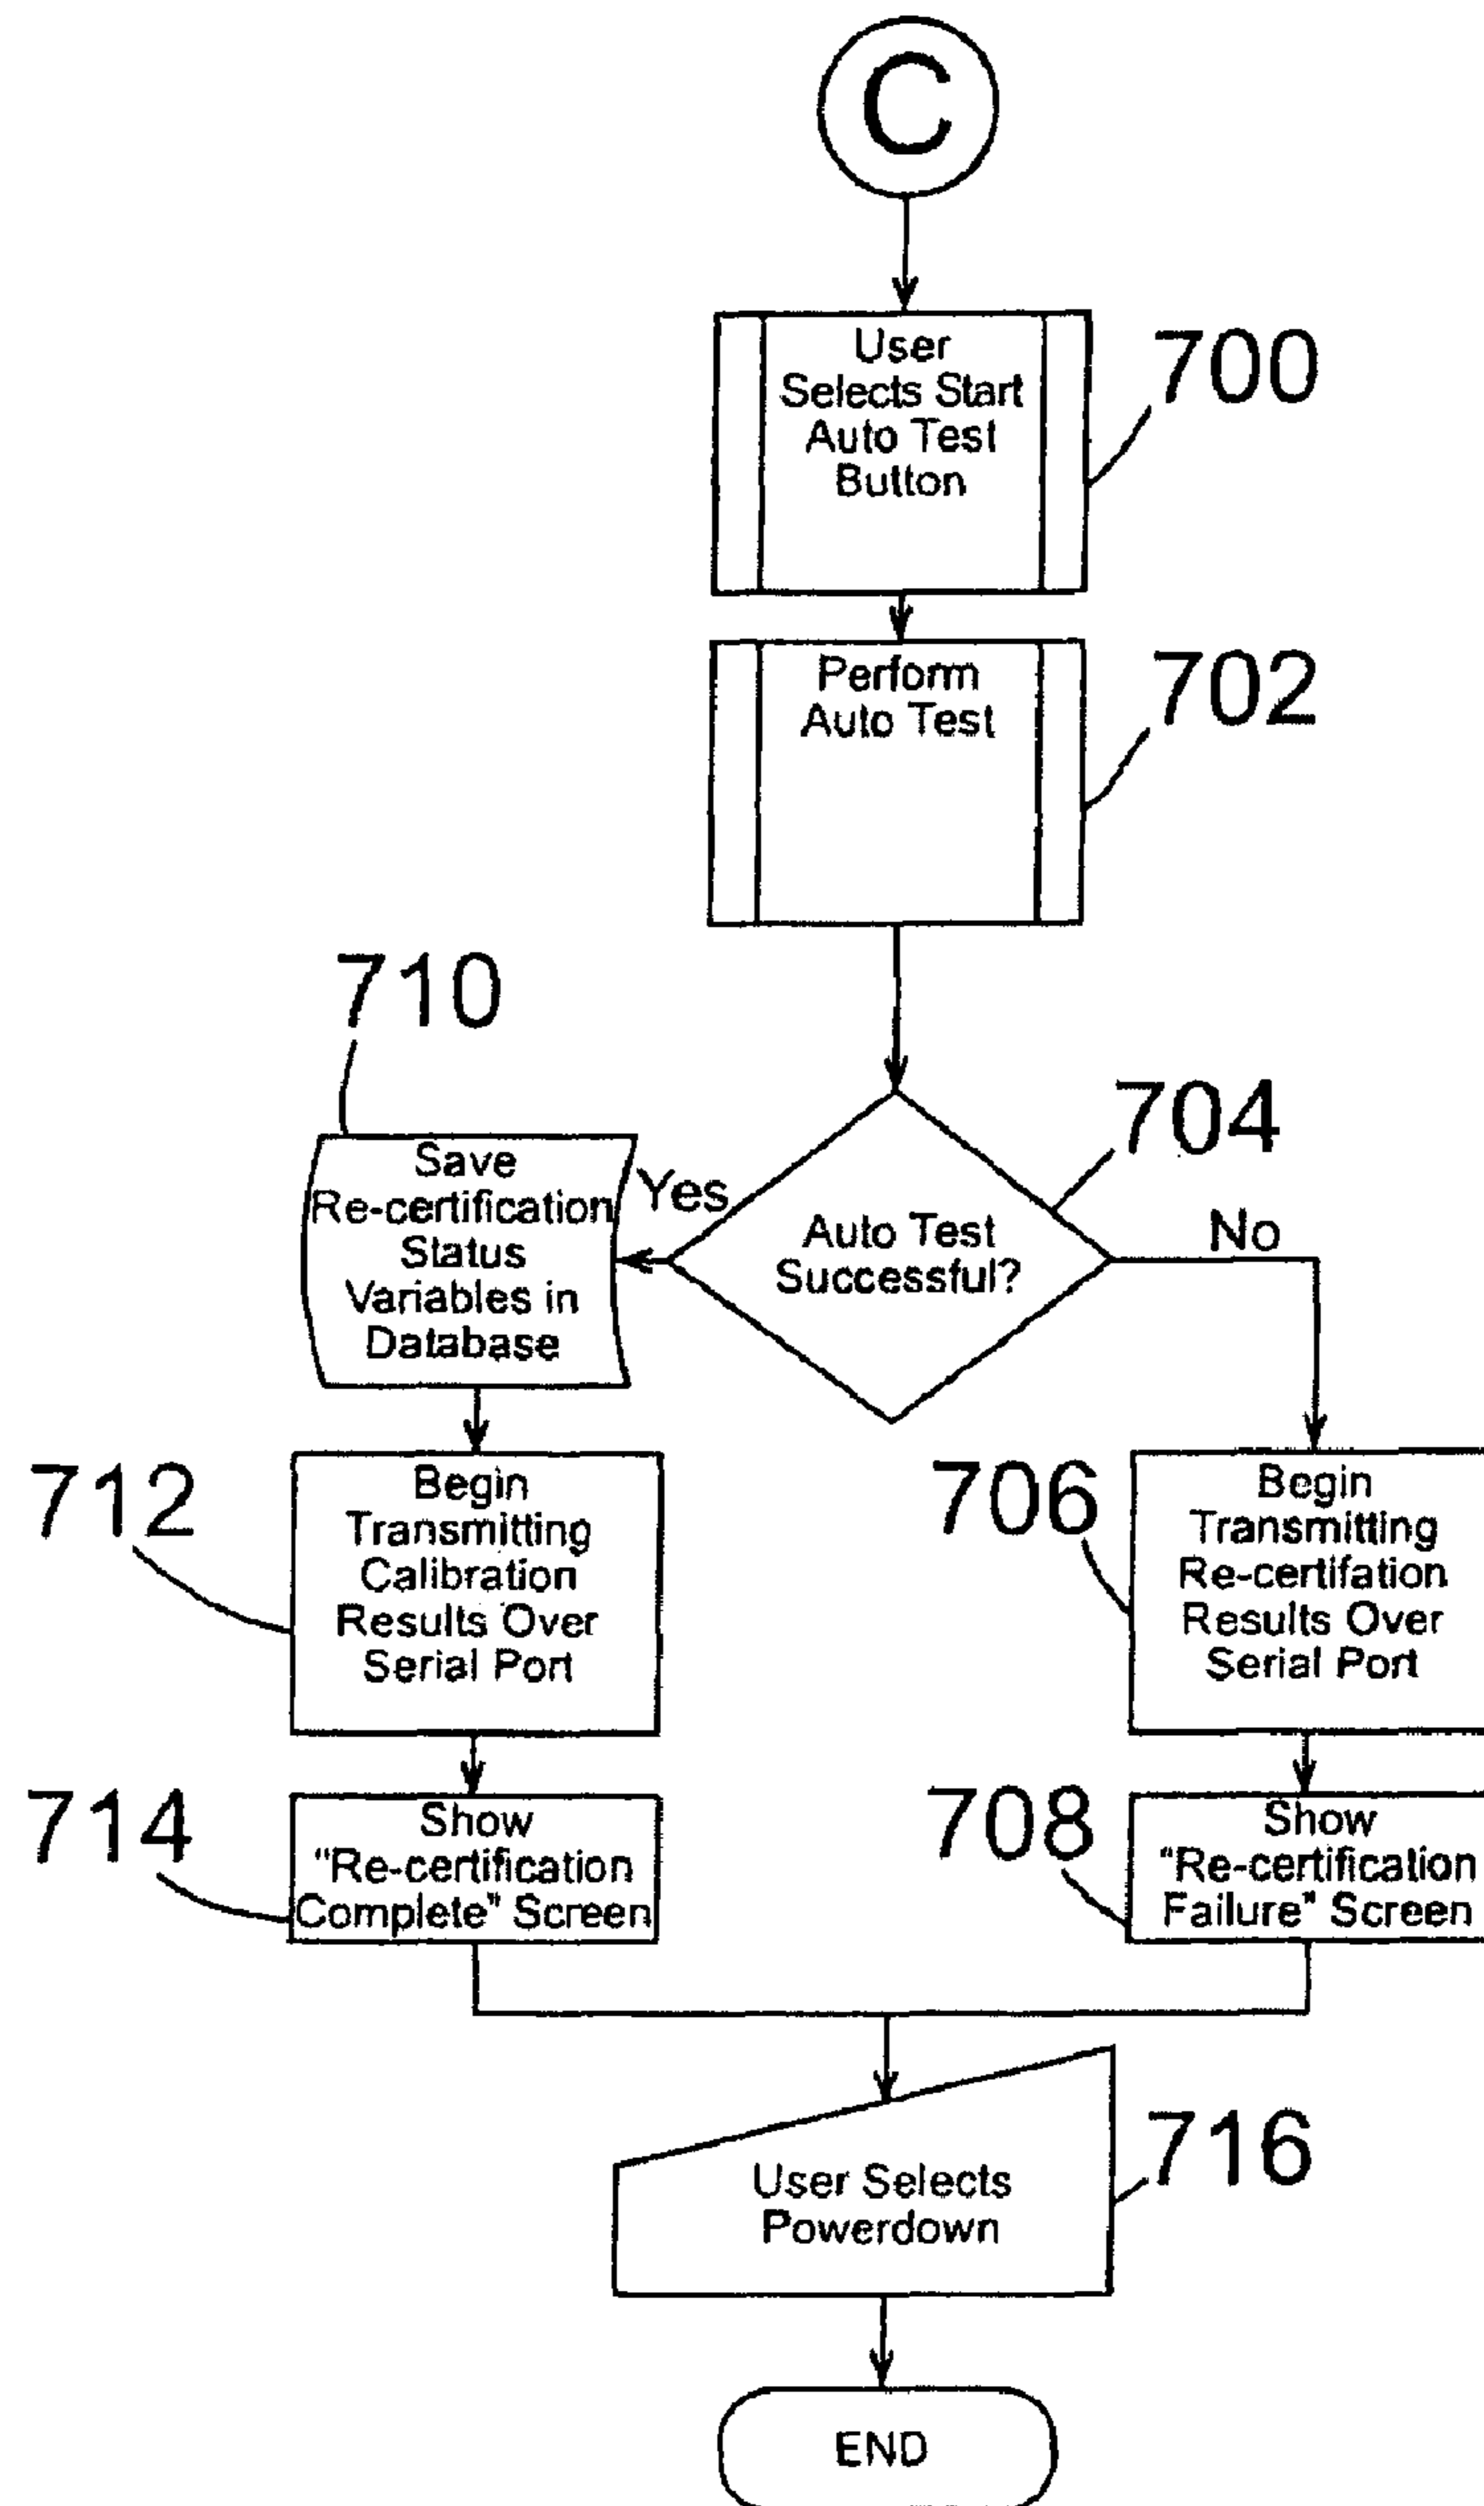 C
User
Selects Start
Auto Test
Button
700
Perform
Auto Test
702
710
704
Save
Re-certification
Status
Variables in
Database
Yes
Auto Test
Successful?
No
712
Begin
Transmitting
Calibration
Results Over
Serial Port
706
Begin
Transmitting
Re-certifation
Results Over
Serial Port
714
Show
"Re-certification
Complete" Screen
708
Show
"Re-certification
Failure" Screen
User Selects
Powerdown
716
END